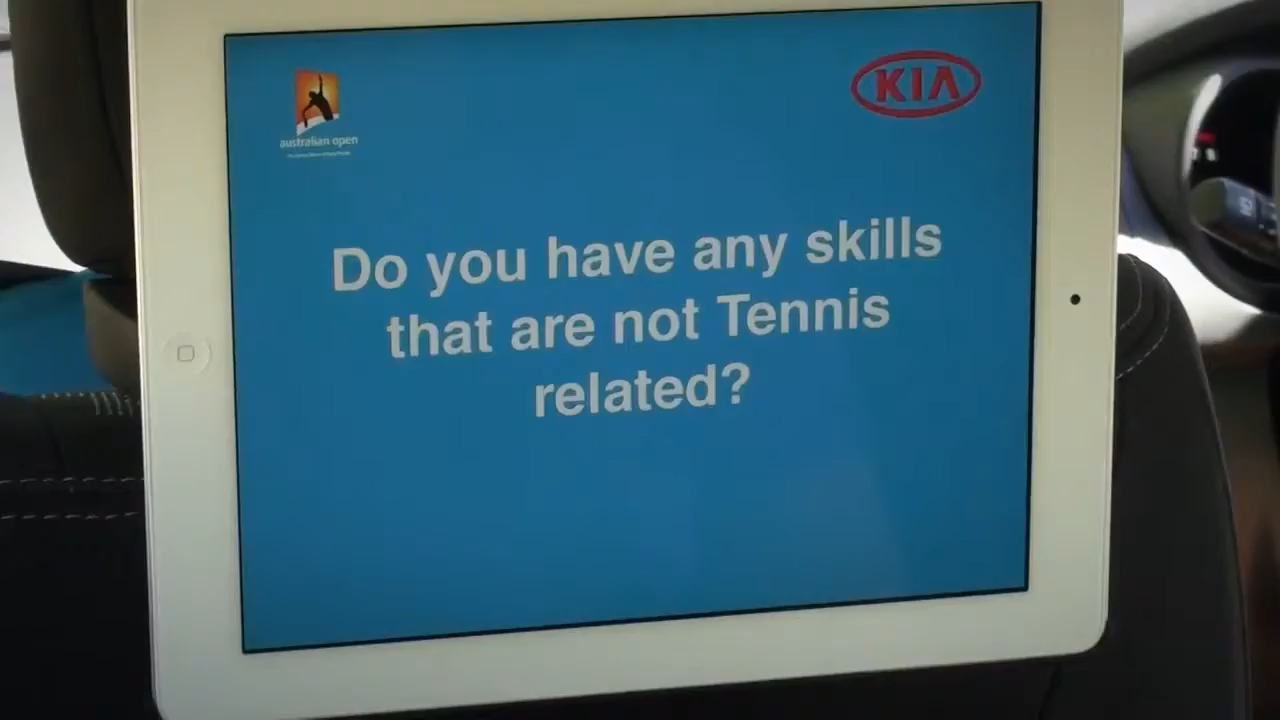 KIA
australian open
Do you have any skills
that are not Tennis
related?